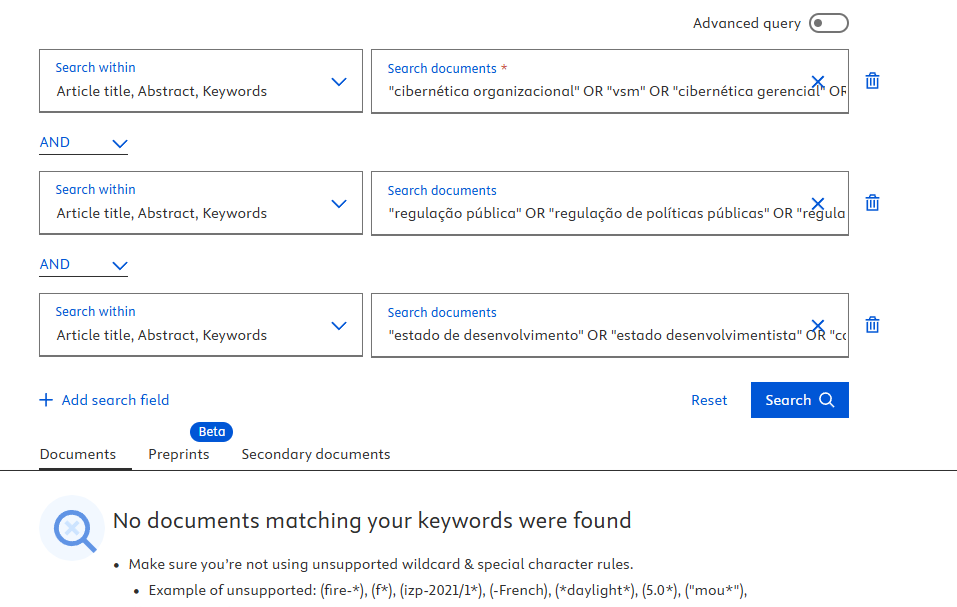 Advanced query
Search within
Article title, Abstract, Keywords
Search documents *
"cibernética organizacional" OR "vsm" OR "cibernética gerencial" OR
AND
Search within
Article title, Abstract, Keywords
Search documents
"regulação pública" OR "regulação de políticas públicas" OR "regula
AND
Search within
Article title, Abstract, Keywords
Search documents
"estado de desenvolvimento" OR "estado desenvolvimentista" OR "co
+ Add search field
Reset
Search
Beta
Documents Preprints Secondary documents
No documents matching your keywords were found
• Make sure you're not using unsupported wildcard & special character rules.
• Example of unsupported: (fire-*), (f*), (izp-2021/1*), (-French), (*daylight*), (5.0*), ("mou*"),